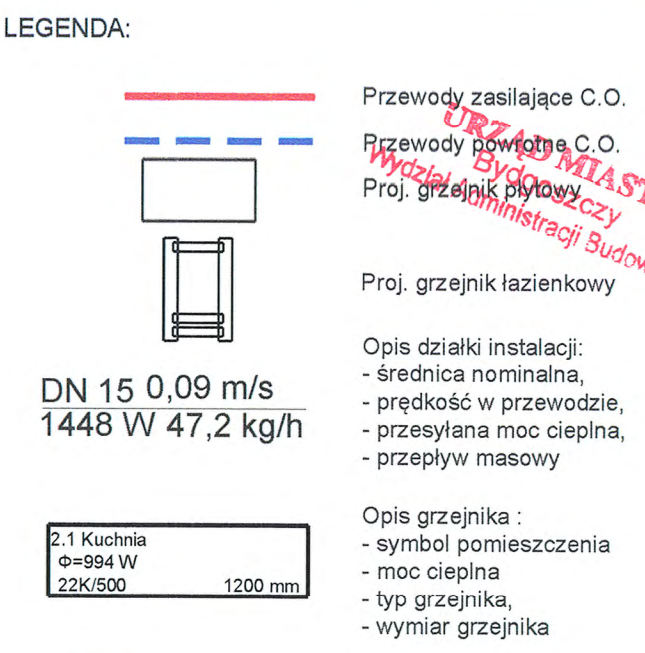 LEGENDA:
Przewody zasilające C.O.
Przewody powrotne C.O.
Proj. grzejnik płytowy
URZĄD MIAST
Bydgoszczy
Wydział Administracji Budow
Proj. grzejnik łazienkowy
DN 15 0,09 m/s
1448 W 47,2 kg/h
Opis działki instalacji:
- średnica nominalna,
- prędkość w przewodzie,
- przesyłana moc cieplna,
- przepływ masowy
2.1 Kuchnia
Φ=994 W
22K/500 1200 mm
Opis grzejnika :
- symbol pomieszczenia
- moc cieplna
- typ grzejnika,
- wymiar grzejnika